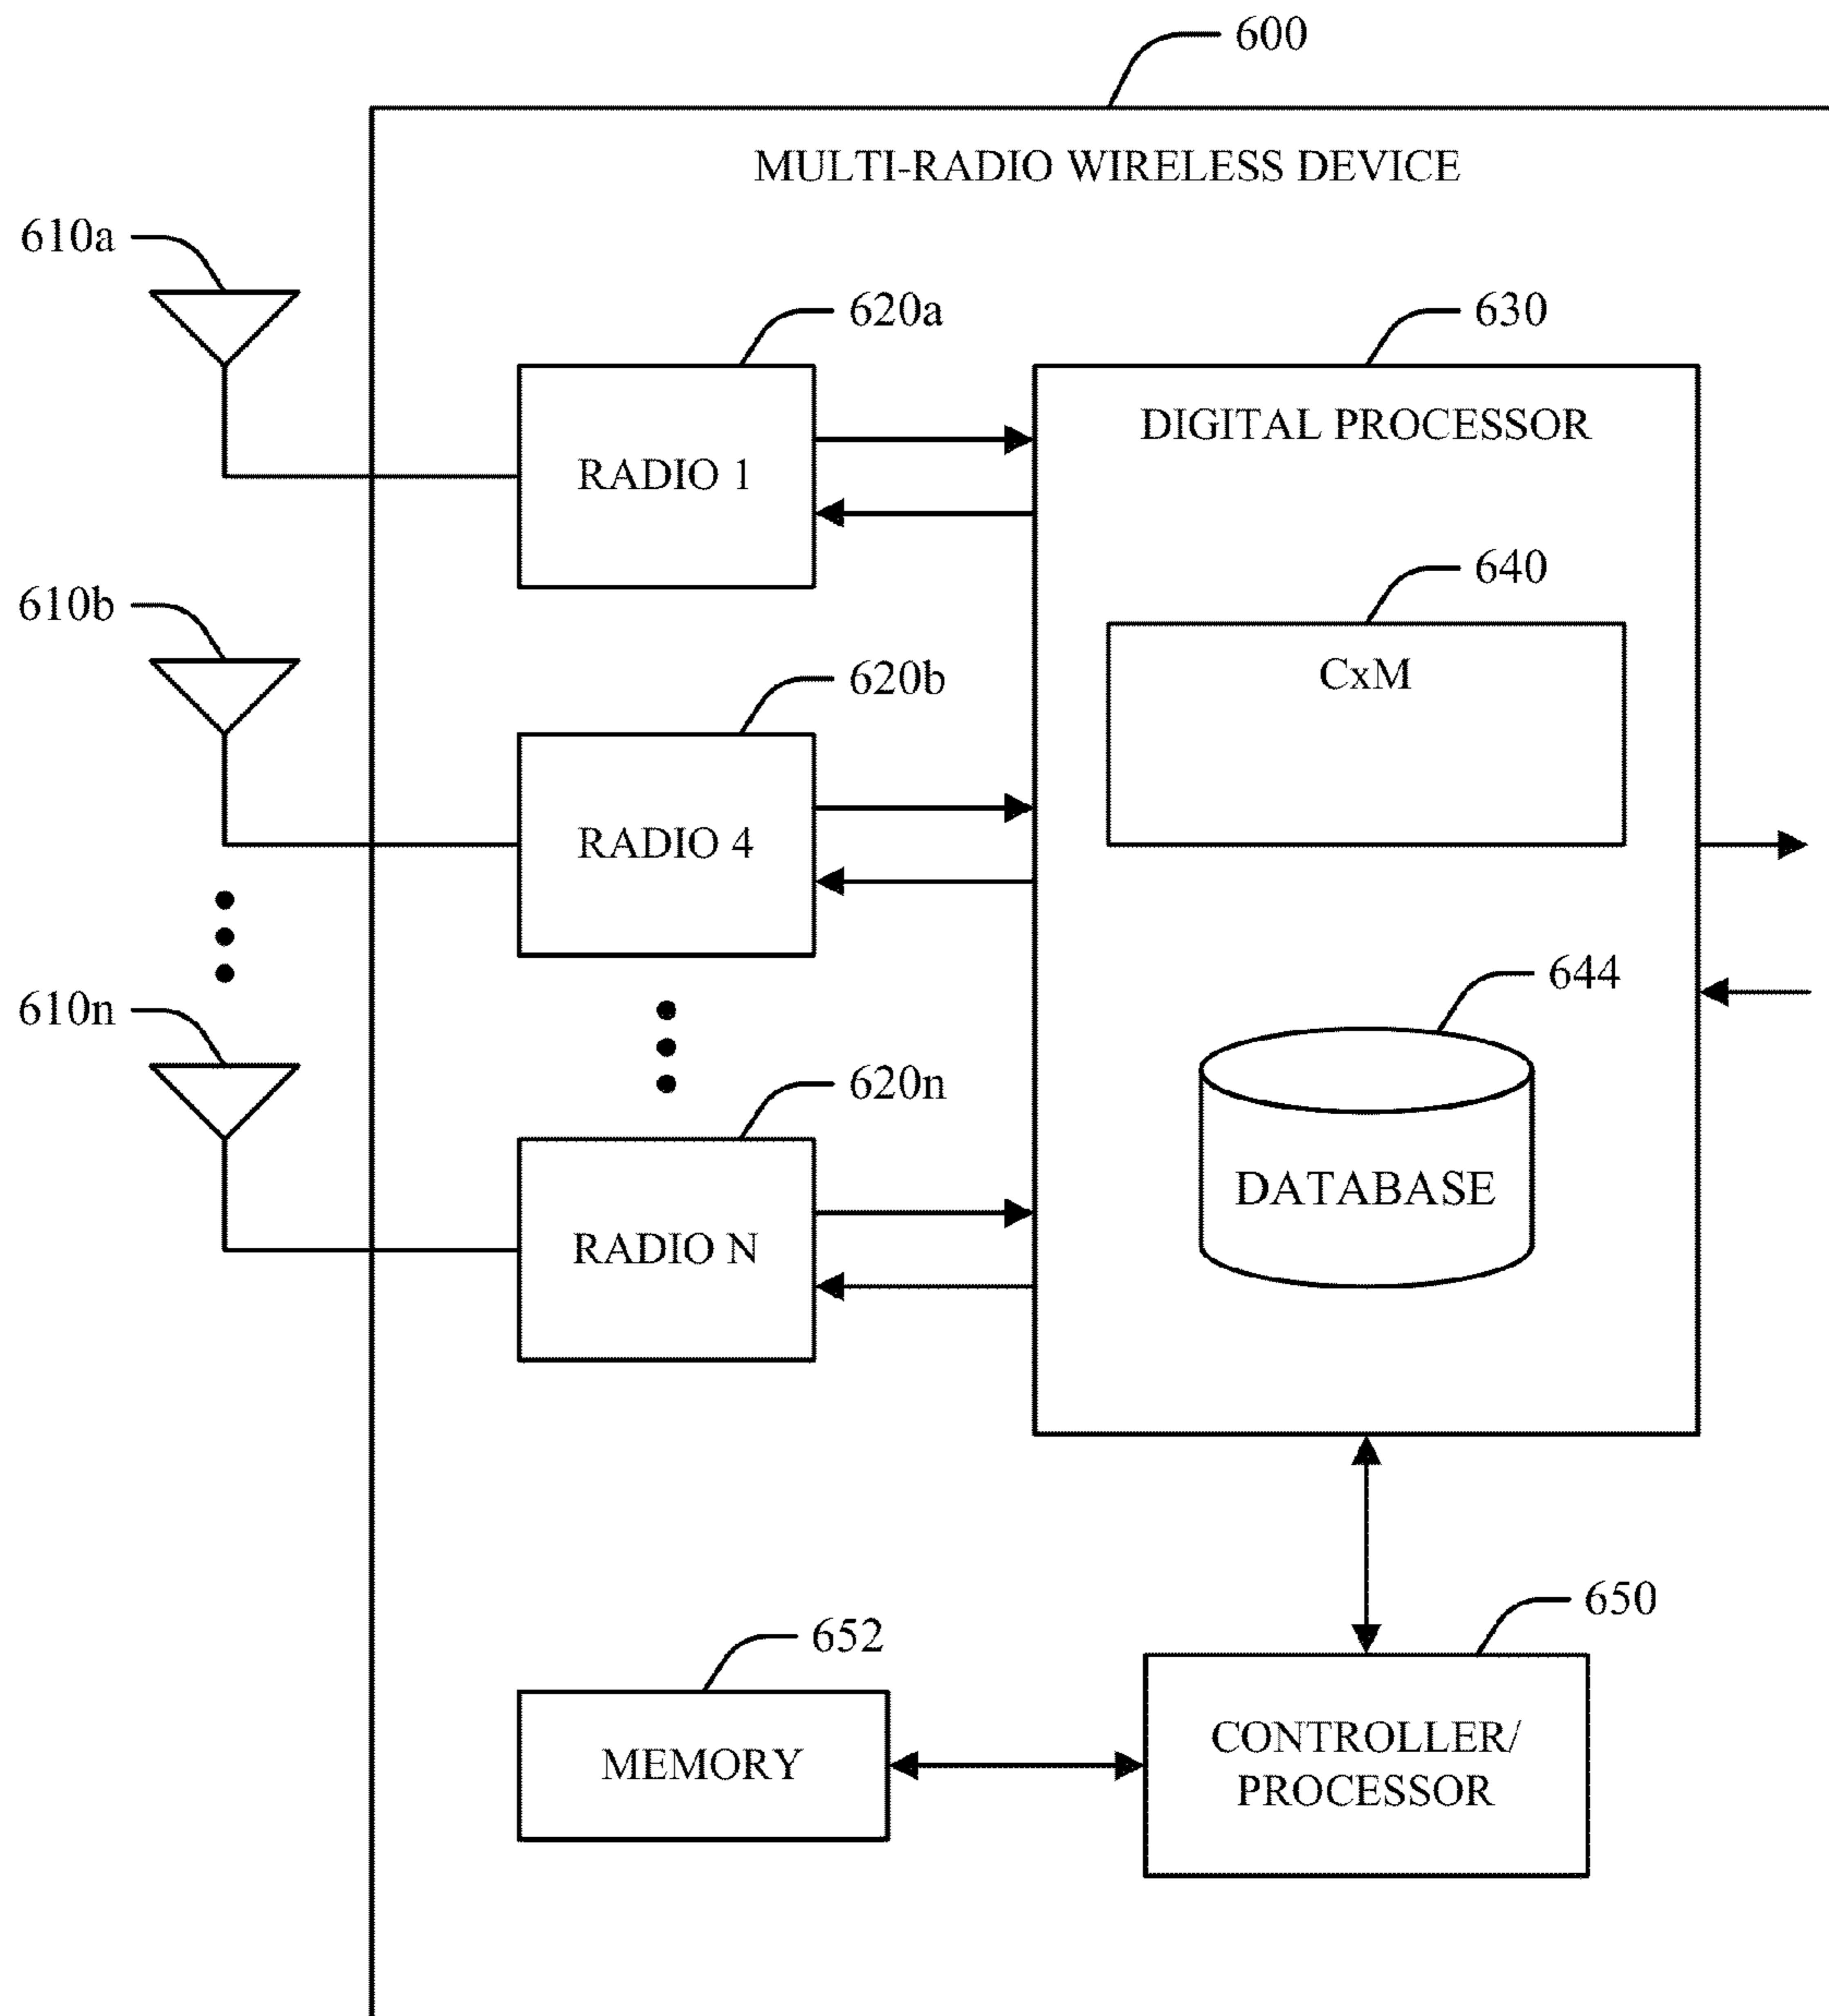 600
MULTI-RADIO WIRELESS DEVICE
610a
620a
630
RADIO 1
DIGITAL PROCESSOR
640
CxM
610b
620b
RADIO 4
644
DATABASE
610n
620n
RADIO N
650
CONTROLLER/
PROCESSOR
652
MEMORY